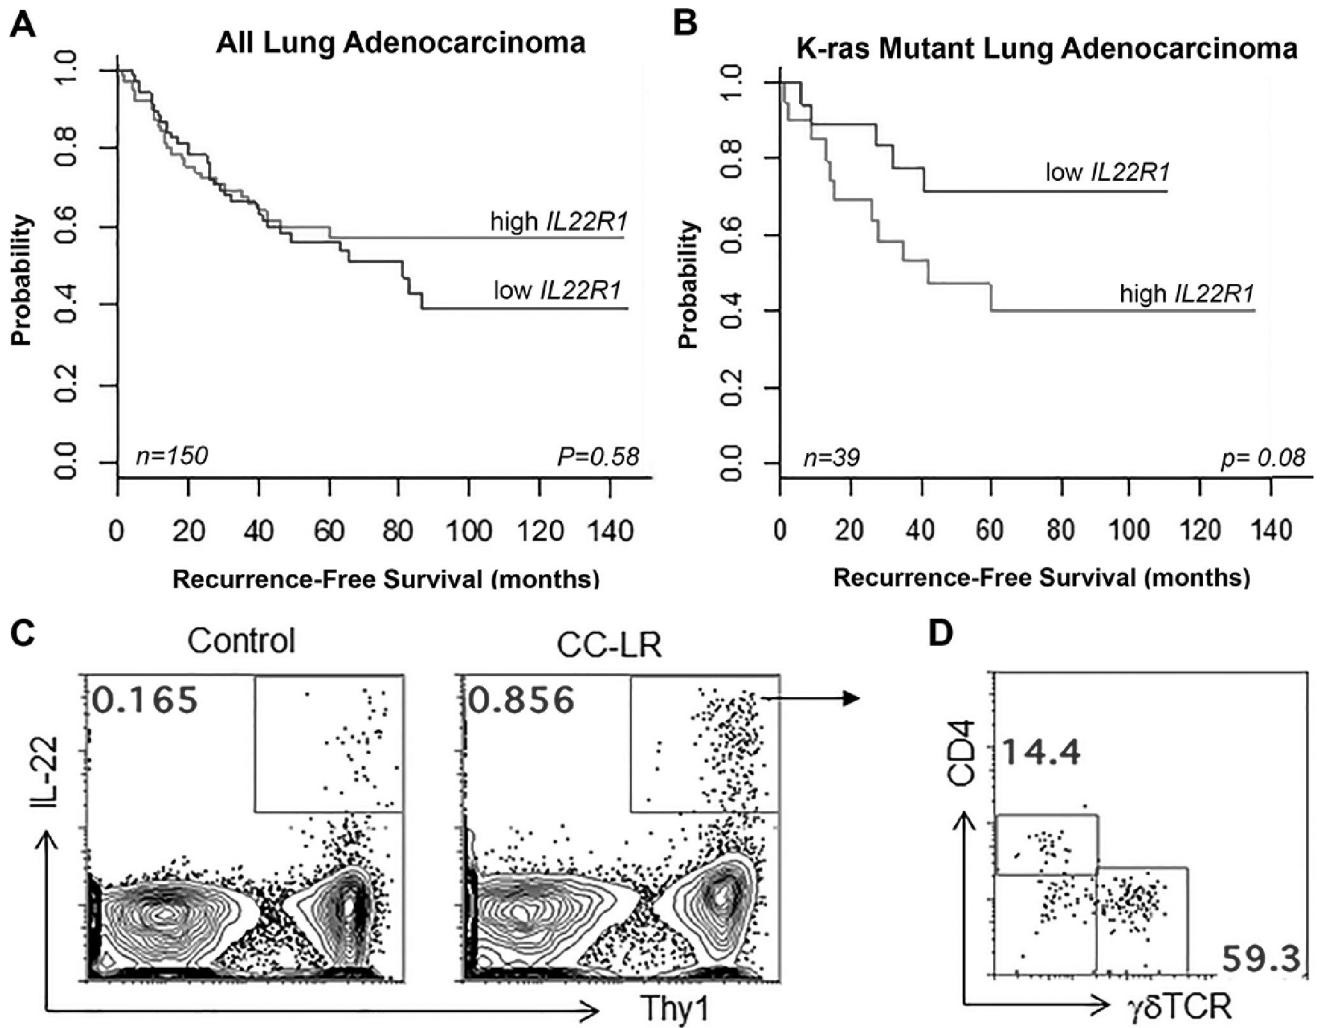 A
All Lung Adenocarcinoma
Probability
1.0
0.8
0.6
0.4
0.2
0.0
high IL22R1
low IL22R1
n=150
P=0.58
0 20 40 60 80 100 120 140
Recurrence-Free Survival (months)
B
K-ras Mutant Lung Adenocarcinoma
Probability
1.0
0.8
0.6
0.4
0.2
0.0
low IL22R1
high IL22R1
n=39
p= 0.08
0 20 40 60 80 100 120 140
Recurrence-Free Survival (months)
C
Control
CC-LR
0.165
0.856
IL-22
Thy1
D
CD4
14.4
59.3
γδTCR